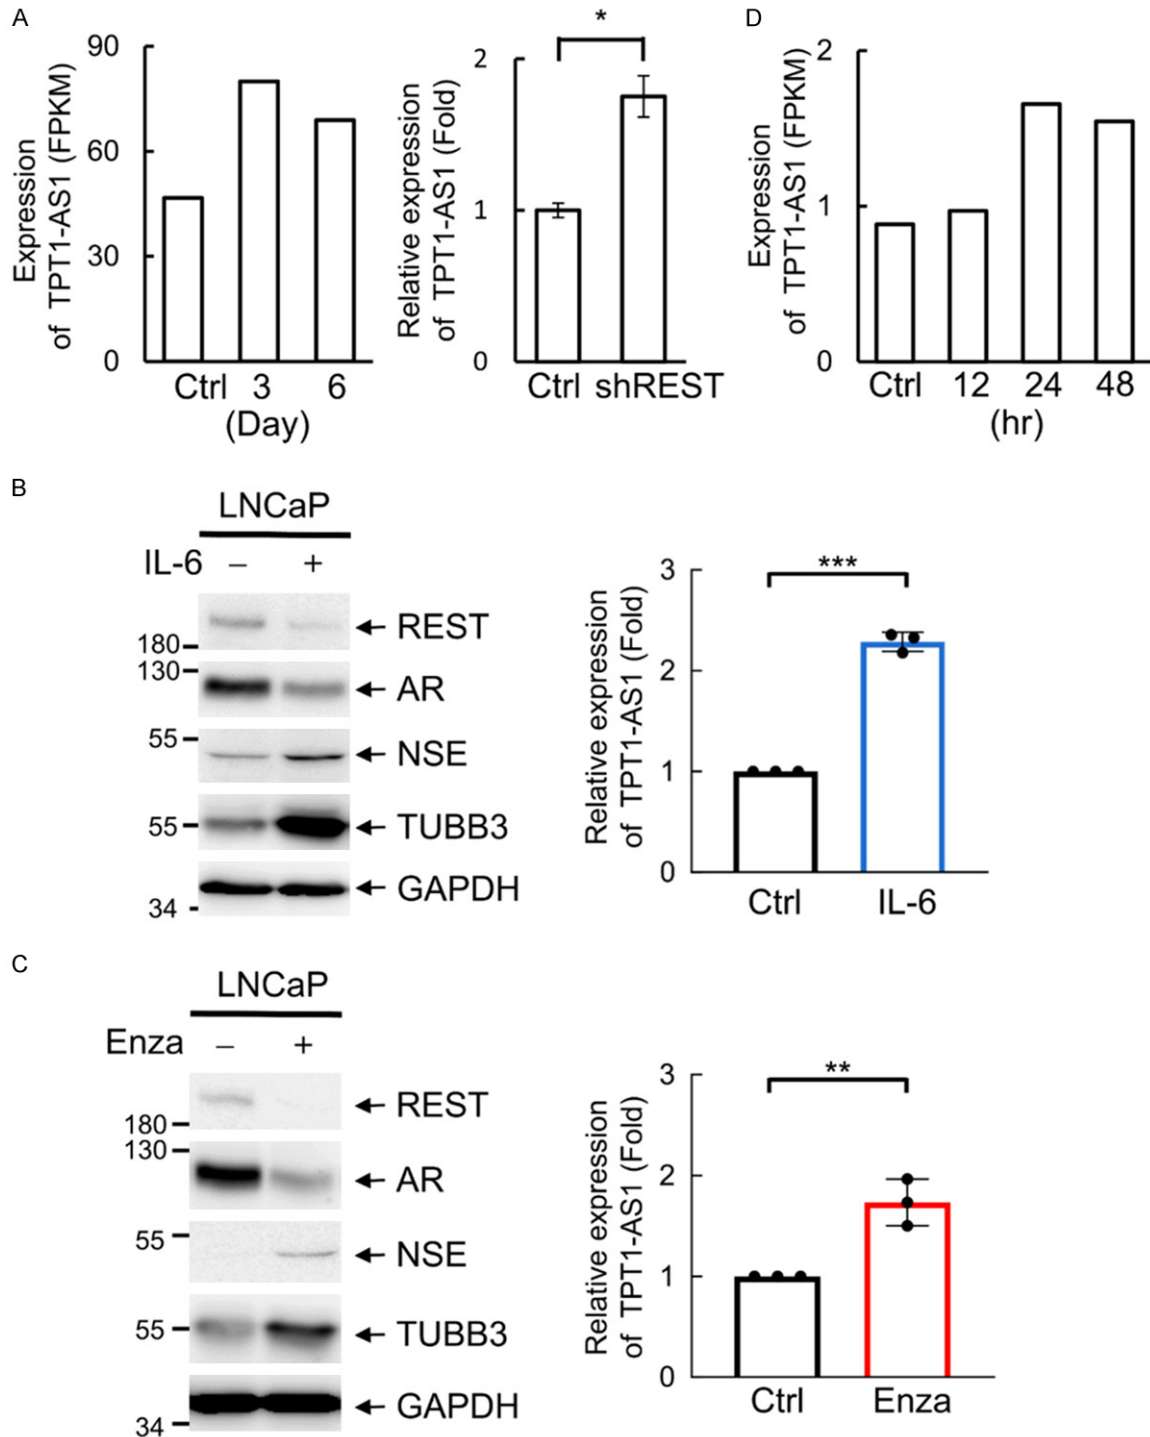 A
Expression
of TPT1-AS1 (FPKM)
90
60
30
0
Ctrl 3 6
(Day)
Relative expression
of TPT1-AS1 (Fold)
2
1
0
*
Ctrl shREST
D
Expression
of TPT1-AS1 (FPKM)
2
1
0
Ctrl 12 24 48
(hr)
B
LNCaP
IL-6 – +
REST
180
130
AR
55
NSE
55
TUBB3
GAPDH
34
Relative expression
of TPT1-AS1 (Fold)
3
2
1
0
***
Ctrl IL-6
C
LNCaP
Enza – +
REST
180
130
AR
55
NSE
55
TUBB3
GAPDH
34
Relative expression
of TPT1-AS1 (Fold)
3
2
1
0
**
Ctrl Enza